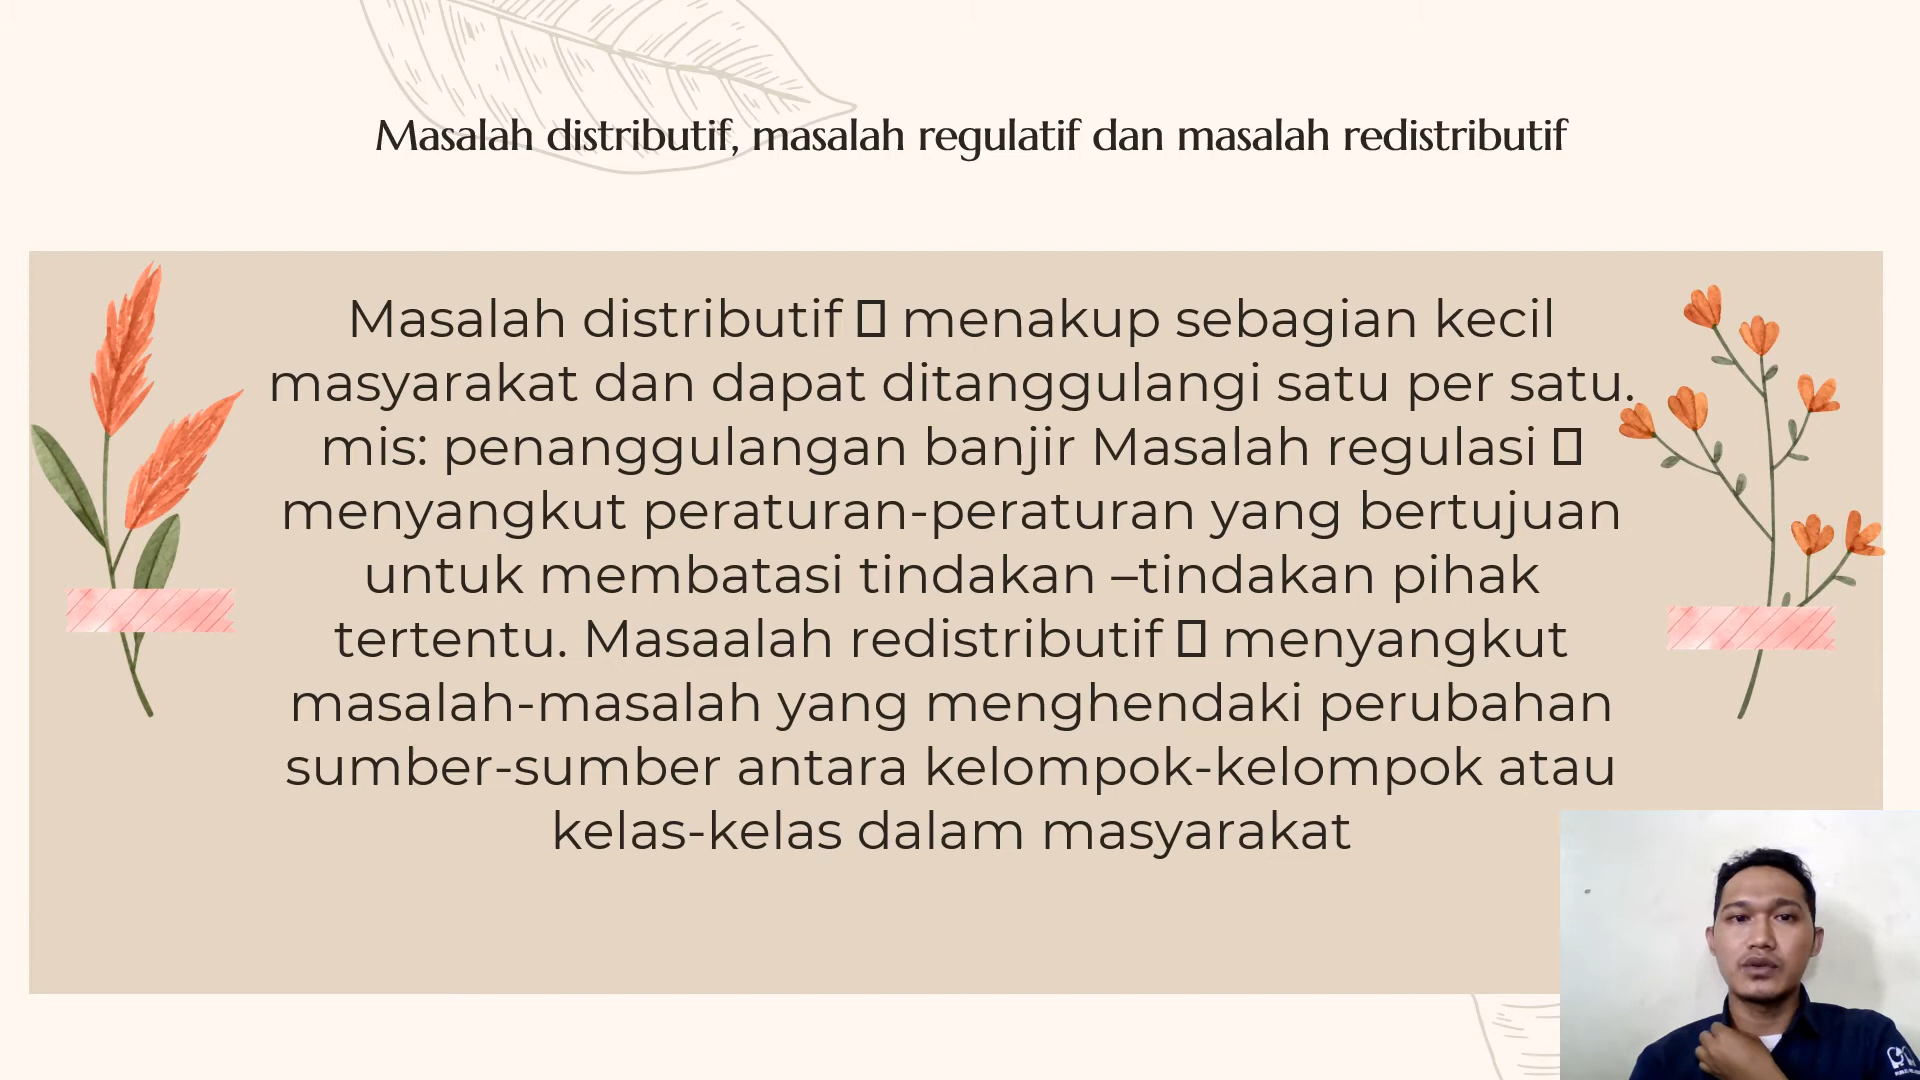 Masalah distributif, masalah regulatif dan masalah redistributif
Masalah distributif □ menakup sebagian kecil
masyarakat dan dapat ditanggulangi satu per satu.
mis: penanggulangan banjir Masalah regulasi □
menyangkut peraturan-peraturan yang bertujuan
untuk membatasi tindakan –tindakan pihak
tertentu. Masaalah redistributif □ menyangkut
masalah-masalah yang menghendaki perubahan
sumber-sumber antara kelompok-kelompok atau
kelas-kelas dalam masyarakat